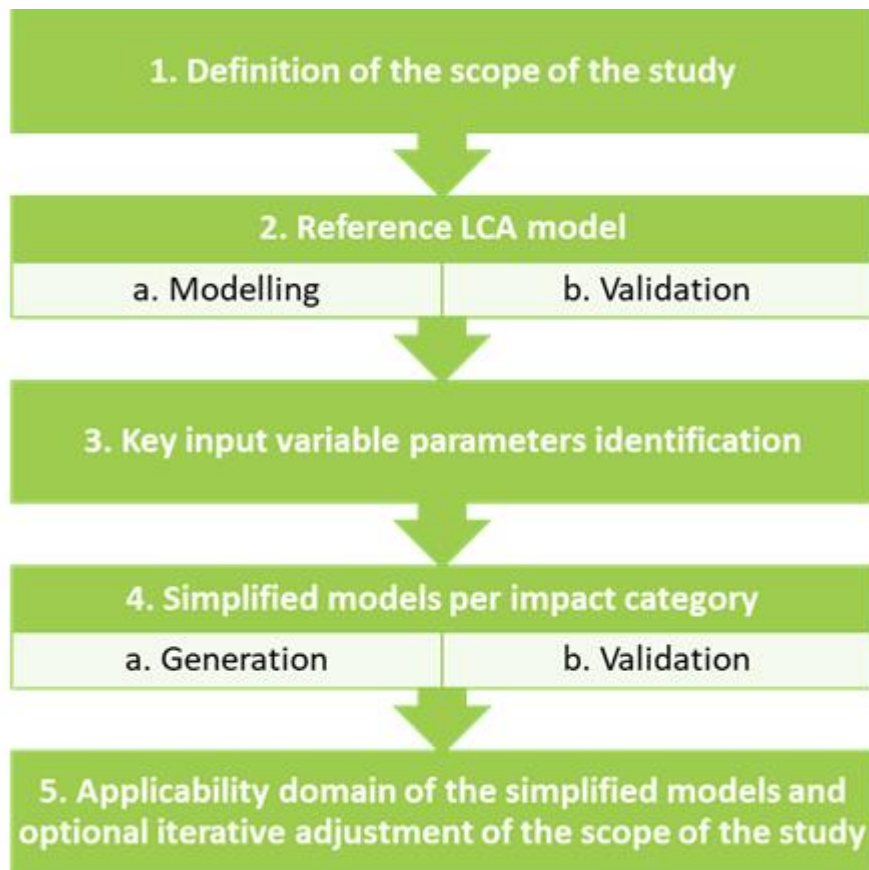 1. Definition of the scope of the study
2. Reference LCA model
a. Modelling
b. Validation
3. Key input variable parameters identification
4. Simplified models per impact category
a. Generation
b. Validation
5. Applicability domain of the simplified models and
optional iterative adjustment of the scope of the study